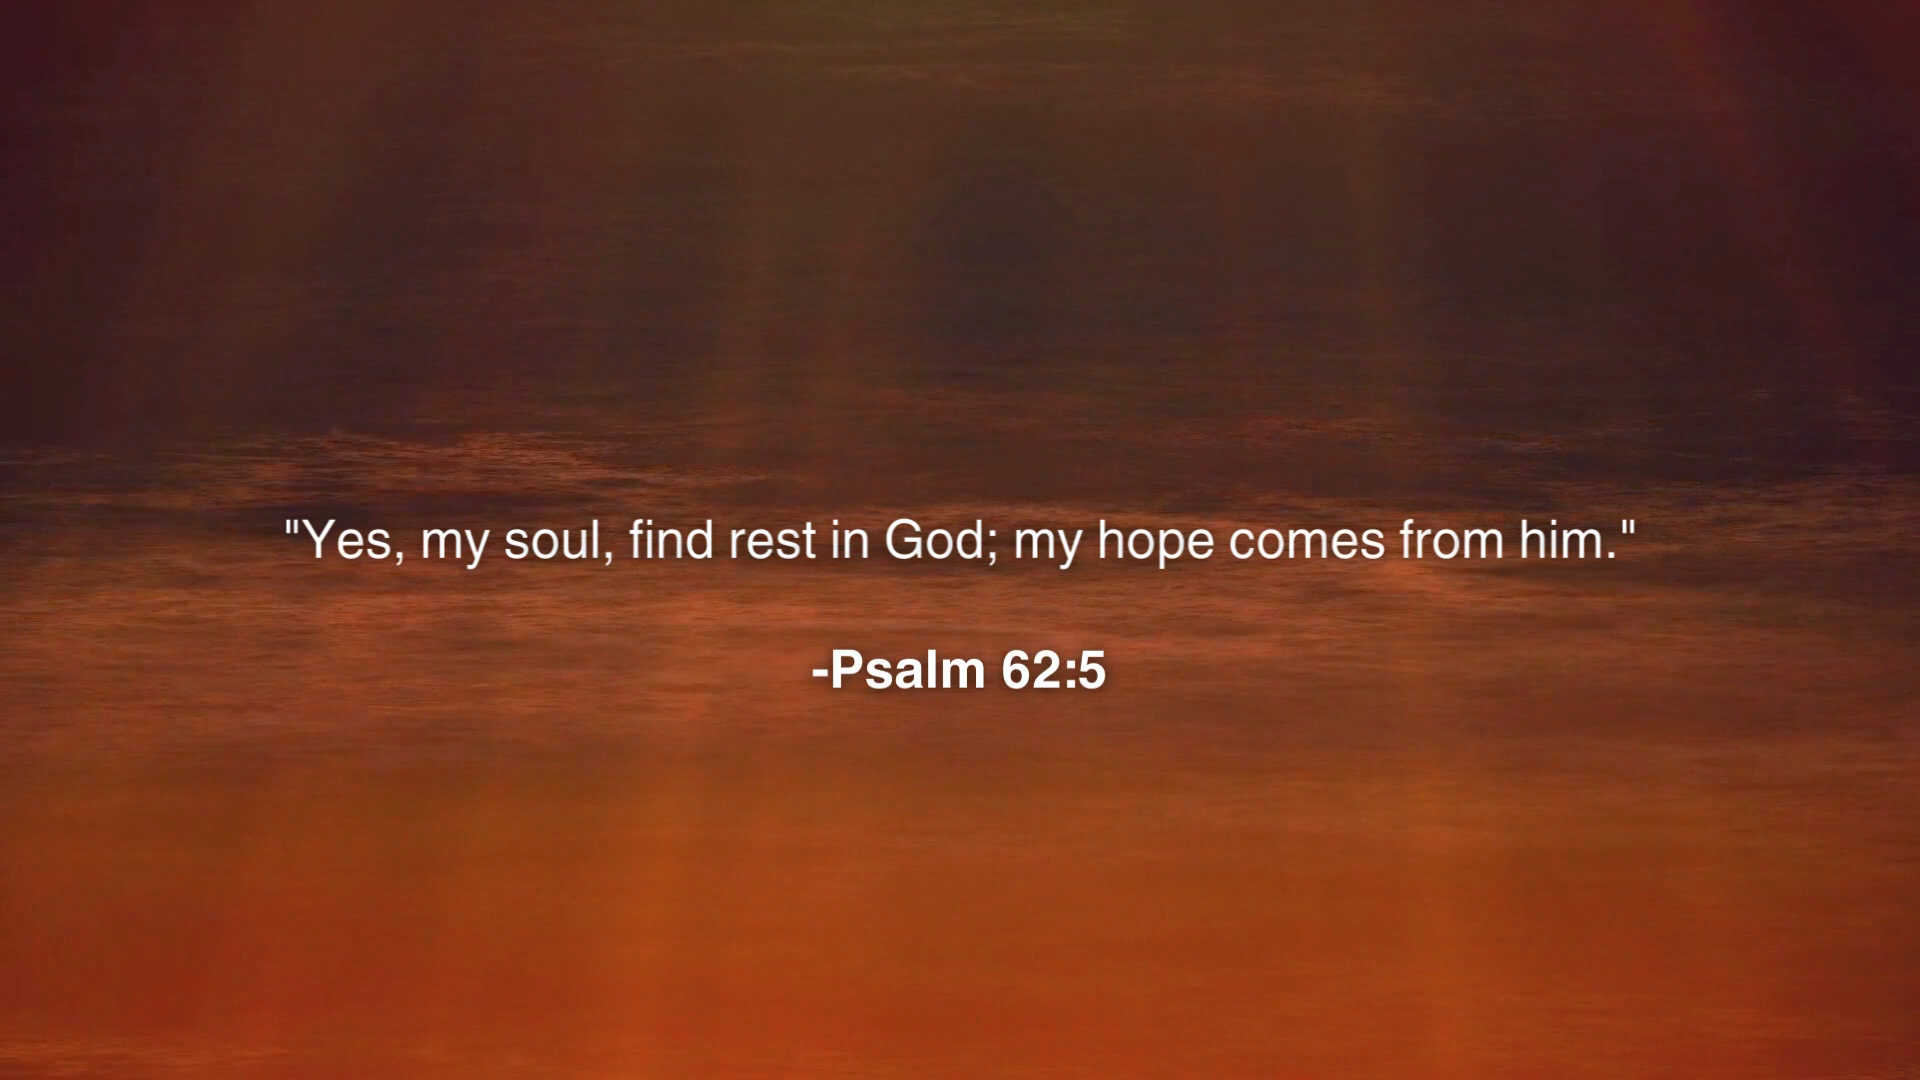 "Yes, my soul, find rest in God; my hope comes from him."
-Psalm 62:5